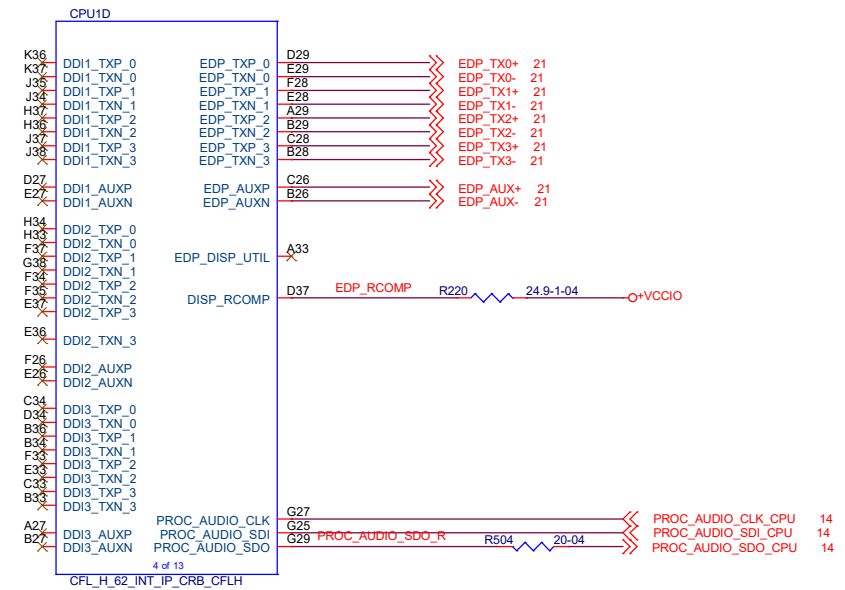 CPU1D
K36 DDI1_TXP_0 EDP_TXP_0 D29 EDP_TX0+ 21
K37 DDI1_TXN_0 EDP_TXN_0 E29 EDP_TX0- 21
J35 DDI1_TXP_1 EDP_TXP_1 F28 EDP_TX1+ 21
J34 DDI1_TXN_1 EDP_TXN_1 E28 EDP_TX1- 21
H37 DDI1_TXP_2 EDP_TXP_2 A29 EDP_TX2+ 21
H36 DDI1_TXN_2 EDP_TXN_2 B29 EDP_TX2- 21
J37 DDI1_TXP_3 EDP_TXP_3 C28 EDP_TX3+ 21
J38 DDI1_TXN_3 EDP_TXN_3 B28 EDP_TX3- 21
D27 DDI1_AUXP EDP_AUXP C26 EDP_AUX+ 21
E27 DDI1_AUXN EDP_AUXN B26 EDP_AUX- 21
H34 DDI2_TXP_0
H33 DDI2_TXN_0
F37 DDI2_TXP_1 EDP_DISP_UTIL A33
G38 DDI2_TXN_1
F34 DDI2_TXP_2
F35 DDI2_TXN_2 DISP_RCOMP D37 EDP_RCOMP R220 24.9-1-04 +VCCIO
E37 DDI2_TXP_3
E36 DDI2_TXN_3
F26 DDI2_AUXP
E26 DDI2_AUXN
C34 DDI3_TXP_0
D34 DDI3_TXN_0
B36 DDI3_TXP_1
B34 DDI3_TXN_1
F33 DDI3_TXP_2
E33 DDI3_TXN_2
C33 DDI3_TXP_3
B33 DDI3_TXN_3
PROC_AUDIO_CLK G27 PROC_AUDIO_CLK_CPU 14
A27 DDI3_AUXP PROC_AUDIO_SDI G25 PROC_AUDIO_SDI_CPU 14
B27 DDI3_AUXN PROC_AUDIO_SDO G29 PROC_AUDIO_SDO_R R504 20-04 PROC_AUDIO_SDO_CPU 14
4 of 13
CFL_H_62_INT_IP_CRB_CFLH